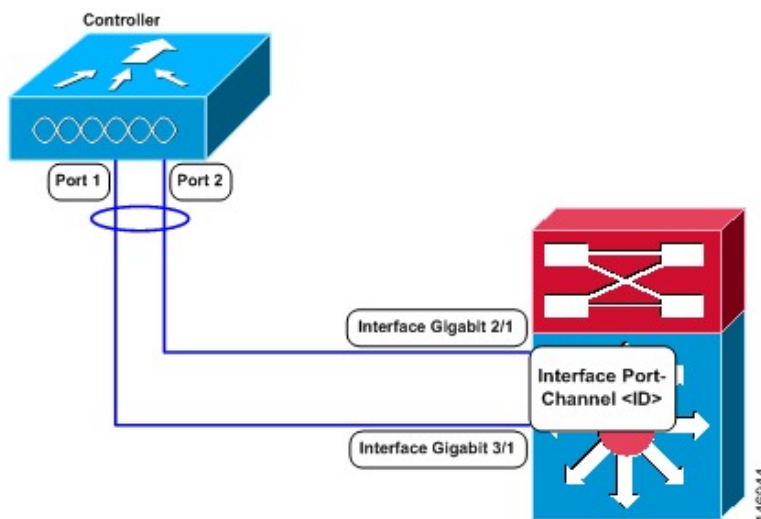 Controller
Port 1
Port 2
Interface Gigabit 2/1
Interface Port-
Channel <ID>
Interface Gigabit 3/1